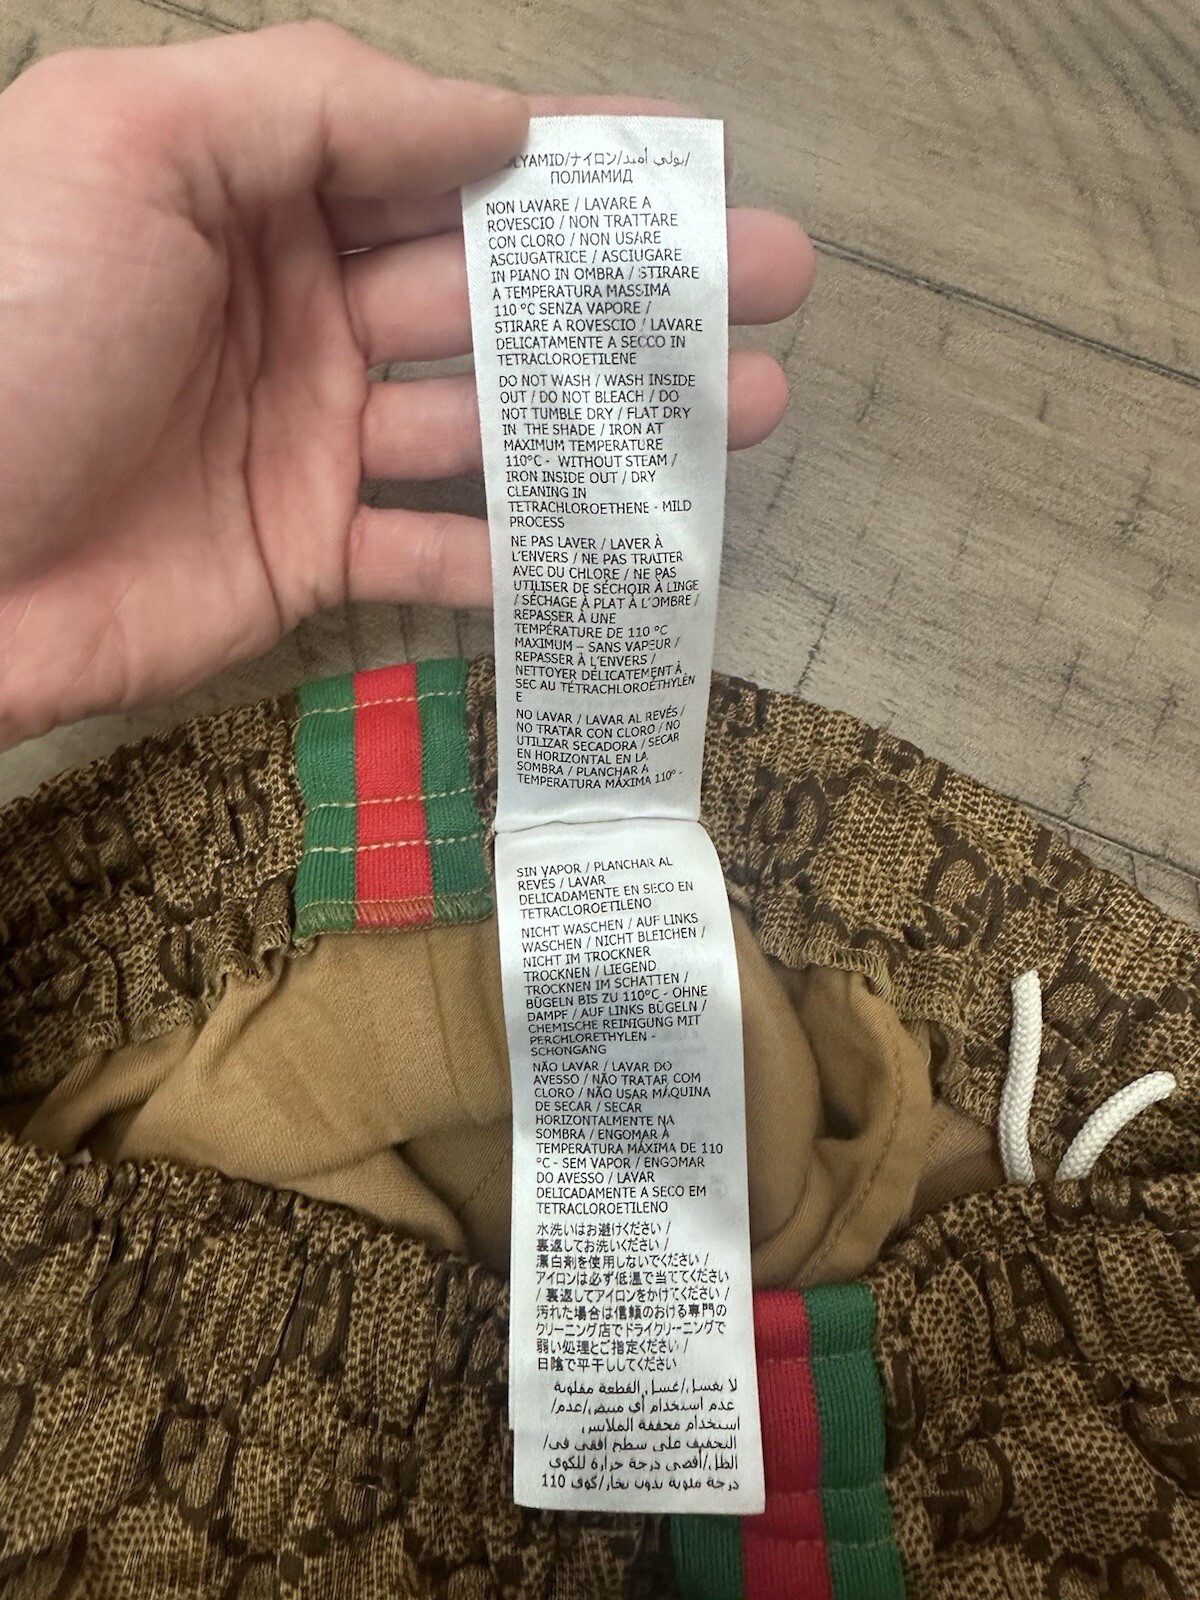 LYAMID/ナイロン/بولي أميد/
ПОЛИАМИД
NON LAVARE / LAVARE A
ROVESCIO / NON TRATTARE
CON CLORO / NON USARE
ASCIUGATRICE / ASCIUGARE
IN PIANO IN OMBRA / STIRARE
A TEMPERATURA MASSIMA
110 °C SENZA VAPORE /
STIRARE A ROVESCIO / LAVARE
DELICATAMENTE A SECCO IN
TETRACLOROETILENE
DO NOT WASH / WASH INSIDE
OUT / DO NOT BLEACH / DO
NOT TUMBLE DRY / FLAT DRY
IN THE SHADE / IRON AT
MAXIMUM TEMPERATURE
110°C - WITHOUT STEAM /
IRON INSIDE OUT / DRY
CLEANING IN
TETRACHLOROETHENE - MILD
PROCESS
NE PAS LAVER / LAVER À
L'ENVERS / NE PAS TRAITER
AVEC DU CHLORE / NE PAS
UTILISER DE SÉCHOIR À LINGE
/ SÉCHAGE À PLAT À L'OMBRE /
REPASSER À UNE
TEMPÉRATURE DE 110 °C
MAXIMUM – SANS VAPEUR /
REPASSER À L'ENVERS /
NETTOYER DÉLICATEMENT À
SEC AU TÉTRACHLOROÉTHYLÈN
E
NO LAVAR / LAVAR AL REVÉS /
NO TRATAR CON CLORO / NO
UTILIZAR SECADORA / SECAR
EN HORIZONTAL EN LA
SOMBRA / PLANCHAR A
TEMPERATURA MÁXIMA 110° -
SIN VAPOR / PLANCHAR AL
REVÉS / LAVAR
DELICADAMENTE EN SECO EN
TETRACLOROETILENO
NICHT WASCHEN / AUF LINKS
WASCHEN / NICHT BLEICHEN /
NICHT IM TROCKNER
TROCKNEN / LIEGEND
TROCKNEN IM SCHATTEN /
BÜGELN BIS ZU 110°C - OHNE
DAMPF / AUF LINKS BÜGELN /
CHEMISCHE REINIGUNG MIT
PERCHLORETHYLEN -
SCHONGANG
NÃO LAVAR / LAVAR DO
AVESSO / NÃO TRATAR COM
CLORO / NÃO USAR MÁQUINA
DE SECAR / SECAR
HORIZONTALMENTE NA
SOMBRA / ENGOMAR À
TEMPERATURA MÁXIMA DE 110
°C - SEM VAPOR / ENGOMAR
DO AVESSO / LAVAR
DELICADAMENTE A SECO EM
TETRACLOROETILENO
水洗いはお避けください /
裏返してお洗いください /
漂白剤を使用しないでください /
アイロンは必ず低温で当ててください
/ 裏返してアイロンをかけてください /
汚れた場合は信頼のおける専門の
クリーニング店でドライクリーニングで
弱い処理とご指定ください /
日陰で平干ししてください
لا يغسل/غسل القطعة مقلوبة
عدم استخدام أي مبيض/عدم/
استخدام مجففة الملابس
التجفيف على سطح افقي في/
الظل/أقصى درجة حرارة للكوي
110 درجة مئوية بدون بخار/كوي